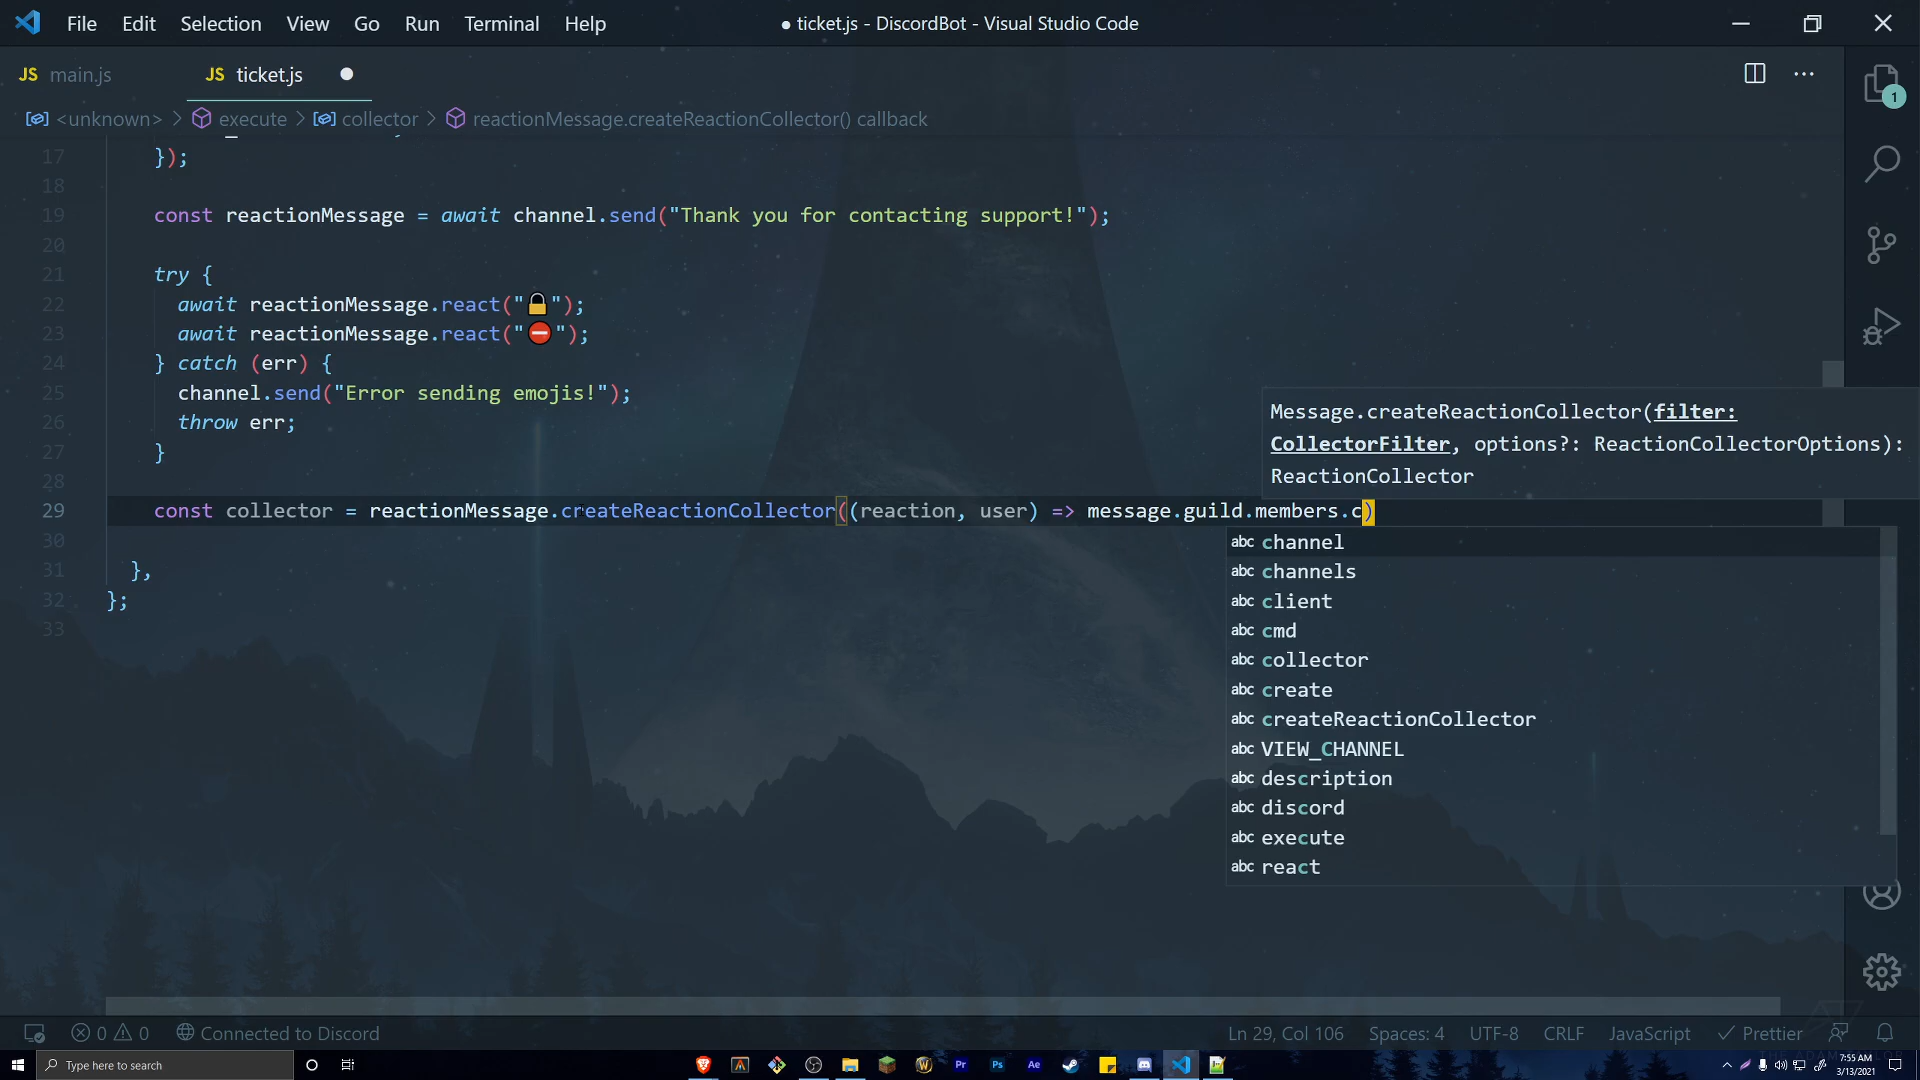 File Edit Selection View Go Run Terminal Help ● ticket.js - DiscordBot - Visual Studio Code
JS main.js JS ticket.js
<unknown> > execute > collector > reactionMessage.createReactionCollector() callback
1
17 });
18
19 const reactionMessage = await channel.send("Thank you for contacting support!");
20
21 try {
22 await reactionMessage.react("🔒");
23 await reactionMessage.react("⛔");
24 } catch (err) {
25 channel.send("Error sending emojis!");
26 throw err;
27 }
28
Message.createReactionCollector(filter:
CollectorFilter, options?: ReactionCollectorOptions):
ReactionCollector
29 const collector = reactionMessage.createReactionCollector((reaction, user) => message.guild.members.c)
30
31 },
32 };
33
abc channel
abc channels
abc client
abc cmd
abc collector
abc create
abc createReactionCollector
abc VIEW_CHANNEL
abc description
abc discord
abc execute
abc react
0 0 Connected to Discord Ln 29, Col 106 Spaces: 4 UTF-8 CRLF JavaScript Prettier
Type here to search Pr Ps Ae 7:55 AM
3/13/2021